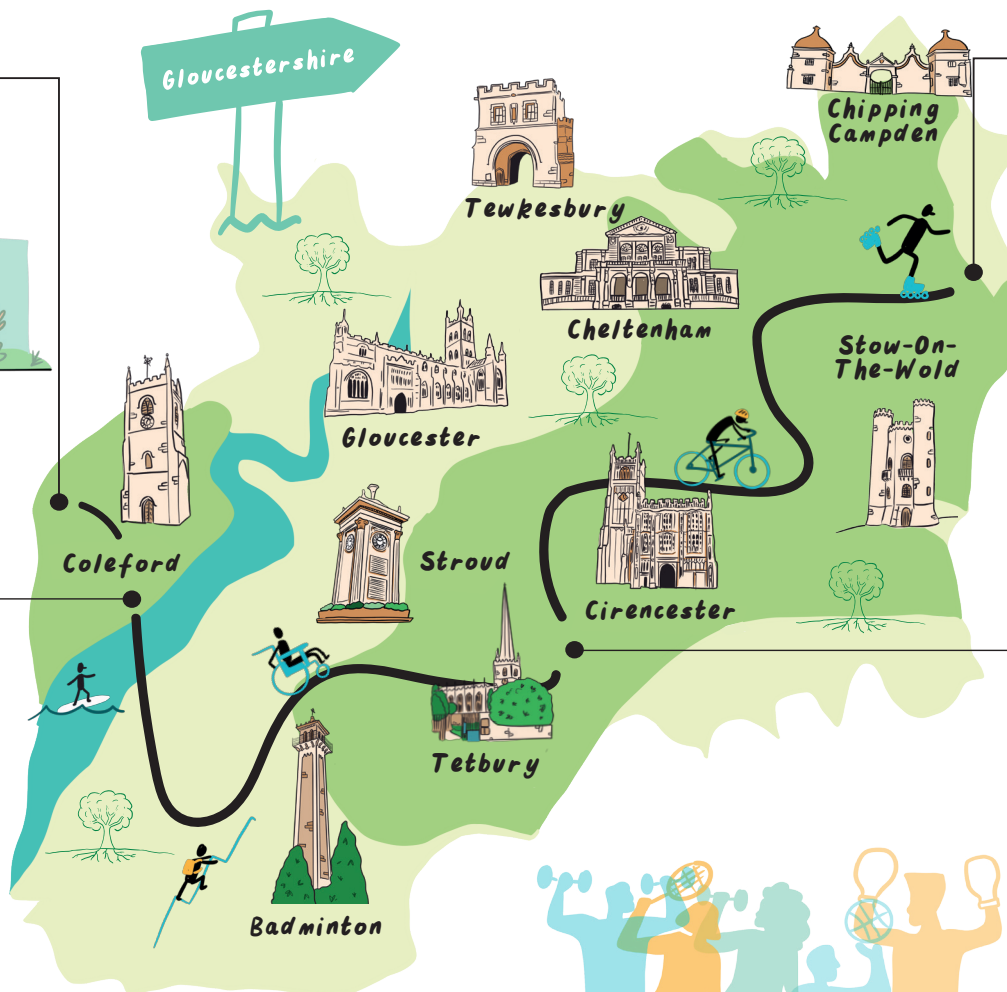 Gloucestershire
Chipping
Campden
Tewkesbury
Cheltenham
Stow-On-
The-Wold
Gloucester
Coleford
Stroud
Cirencester
Tetbury
Badminton